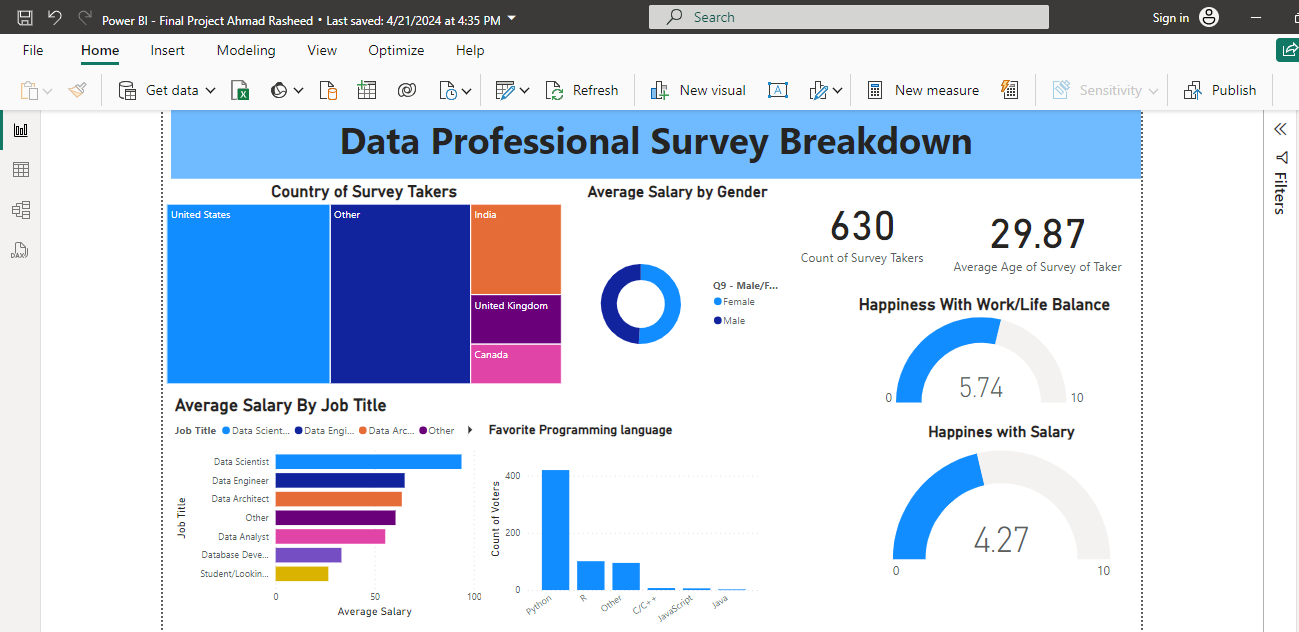 Power BI - Final Project Ahmad Rasheed • Last saved: 4/21/2024 at 4:35 PM
Search
Sign in
File Home Insert Modeling View Optimize Help
Get data
Refresh
New visual
New measure
Sensitivity
Publish
DAX
Filters
Data Professional Survey Breakdown
Country of Survey Takers
United States
Other
India
United Kingdom
Canada
Average Salary by Gender
Q9 - Male/F...
Female
Male
630
Count of Survey Takers
29.87
Average Age of Survey of Taker
Happiness With Work/Life Balance
5.74
0
10
Happines with Salary
4.27
0
10
Average Salary By Job Title
Job Title Data Scient... Data Engi... Data Arc... Other
Job Title
Data Scientist
Data Engineer
Data Architect
Other
Data Analyst
Database Deve...
Student/Lookin...
0 50 100
Average Salary
Favorite Programming language
Count of Voters
400
200
0
Python
R
Other
C/C++
JavaScript
Java